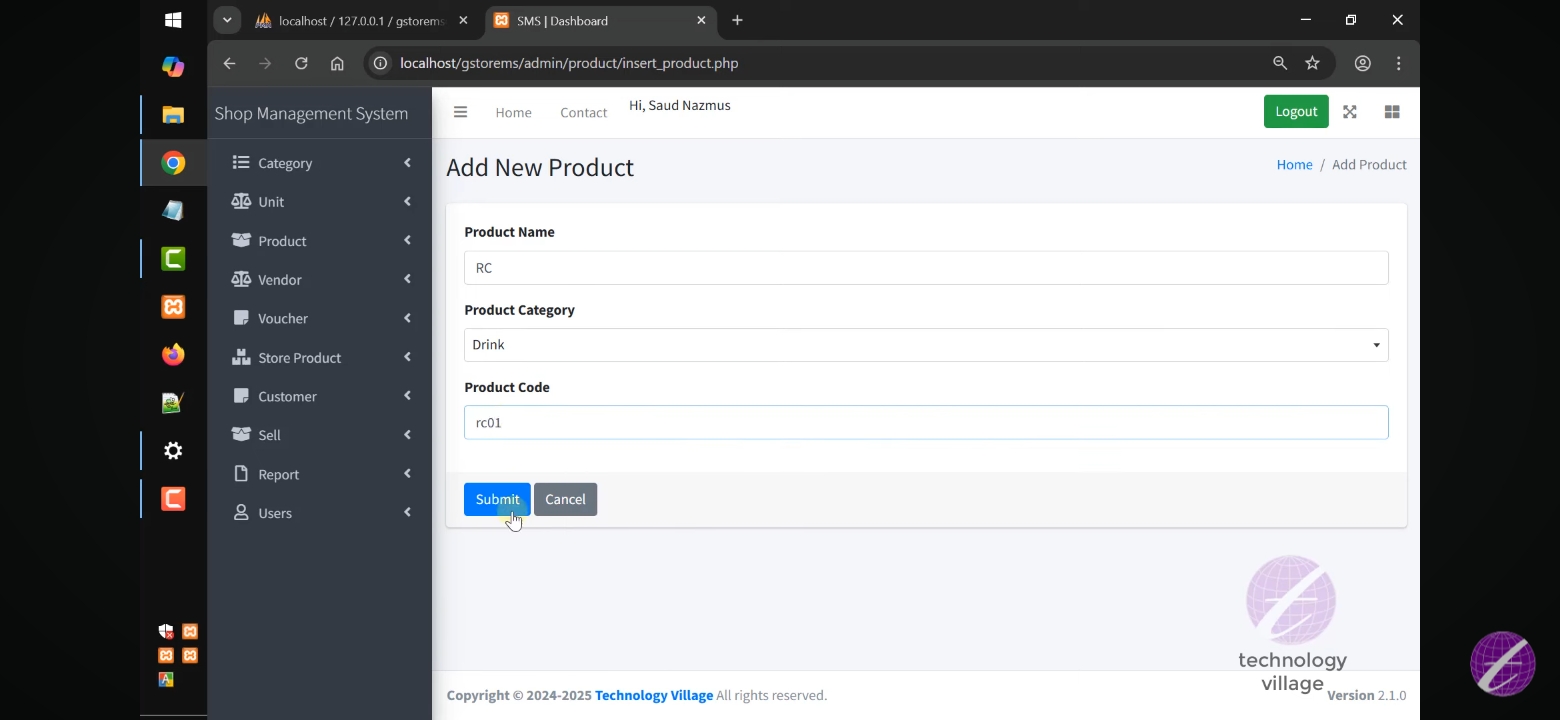 localhost / 127.0.0.1 / gstorems
SMS | Dashboard
localhost/gstorems/admin/product/insert_product.php
Shop Management System
Home
Contact
Hi, Saud Nazmus
Logout
Category
Unit
Product
Vendor
Voucher
Store Product
Customer
Sell
Report
Users
Add New Product
Home / Add Product
Product Name
RC
Product Category
Drink
Product Code
rc01
Submit
Cancel
technology
village
Copyright © 2024-2025 Technology Village All rights reserved.
Version 2.1.0